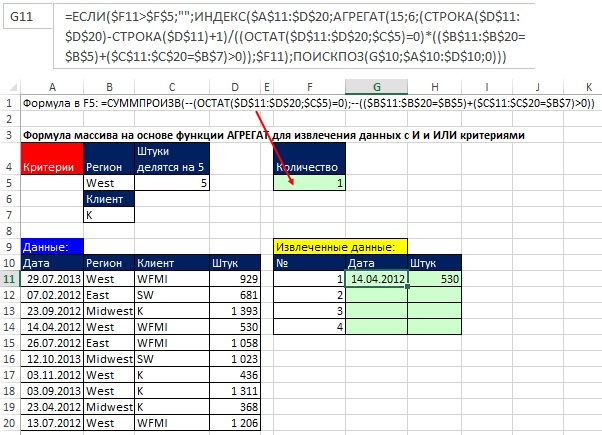 G11
=ЕСЛИ($F11>$F$5;"";ИНДЕКС($A$11:$D$20;АГРЕГАТ(15;6;(СТРОКА($D$11:
$D$20)-СТРОКА($D$11)+1)/((ОСТАТ($D$11:$D$20;$C$5)=0)*(($B$11:$B$20=
$B$5)+($C$11:$C$20=$B$7)>0));$F11);ПОИСКПОЗ(G$10;$A$10:$D$10;0)))
A B C D E F G H I J K
1 Формула в F5: =СУММПРОИЗВ(--(ОСТАТ($D$11:$D$20;$C$5)=0);--(($B$11:$B$20=$B$5)+($C$11:$C$20=$B$7)>0))
2
3 Формула массива на основе функции АГРЕГАТ для извлечения данных с И и ИЛИ критериями
4 Критерии Регион Штуки делятся на 5 Количество
5 West 5 1
6 Клиент
7 K
8
9 Данные: Извлеченные данные:
10 Дата Регион Клиент Штук № Дата Штук
11 29.07.2013 West WFMI 929 1 14.04.2012 530
12 07.02.2012 East SW 681 2
13 23.09.2012 Midwest K 1 393 3
14 14.04.2012 West WFMI 530 4
15 26.07.2012 East WFMI 1 058
16 12.10.2013 Midwest SW 1 023
17 03.11.2012 West K 436
18 03.09.2013 West K 1 311
19 23.04.2012 Midwest K 368
20 13.07.2012 West WFMI 1 206